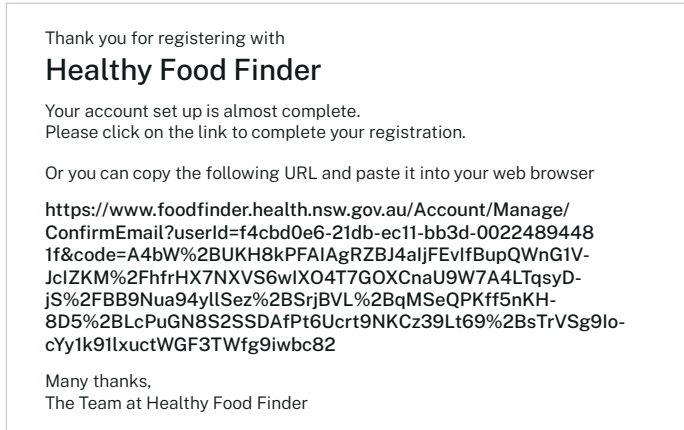 Thank you for registering with
Healthy Food Finder
Your account set up is almost complete.
Please click on the link to complete your registration.
Or you can copy the following URL and paste it into your web browser
https://www.foodfinder.health.nsw.gov.au/Account/Manage/
ConfirmEmail?userId=f4cbd0e6-21db-ec11-bb3d-0022489448
1f&code=A4bW%2BUKH8kPFAIAgRZBJ4aIjFEvIfBupQWnG1V-
JcIZKM%2FhfrHX7NXVS6wIXO4T7GOXCnaU9W7A4LTqsyD-
jS%2FBB9Nua94yllSez%2BSrjBVL%2BqMSeQPKff5nKH-
8D5%2BLcPuGN8S2SSDAfPt6Ucrt9NKCz39Lt69%2BsTrVSg9Io-
cYy1k91lxuctWGF3TWfg9iwbc82
Many thanks,
The Team at Healthy Food Finder